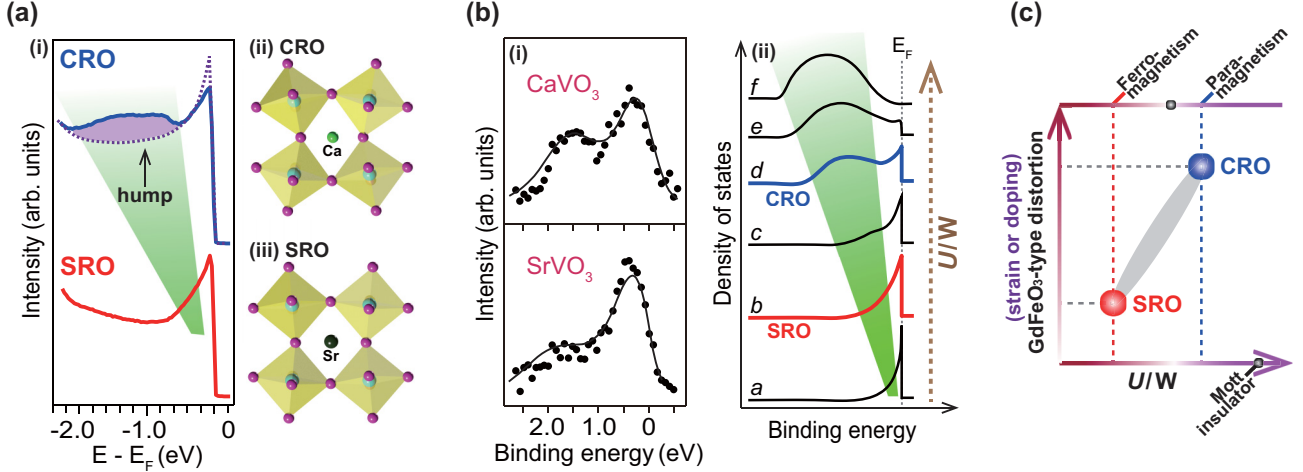 (a)
(i)
CRO
hump
SRO
Intensity (arb. units)
-2.0
-1.0
0
E - EF (eV)
(ii) CRO
Ca
(iii) SRO
Sr
(b)
(i)
CaVO3
SrVO3
Intensity (arb. units)
2.0
1.0
0
Binding energy (eV)
(ii)
EF
f
e
d
CRO
c
b
SRO
a
U/W
Density of states
Binding energy
(c)
Ferro-
magnetism
Para-
magnetism
CRO
SRO
(strain or doping)
GdFeO3-type distortion
U/W
Mott
insulator